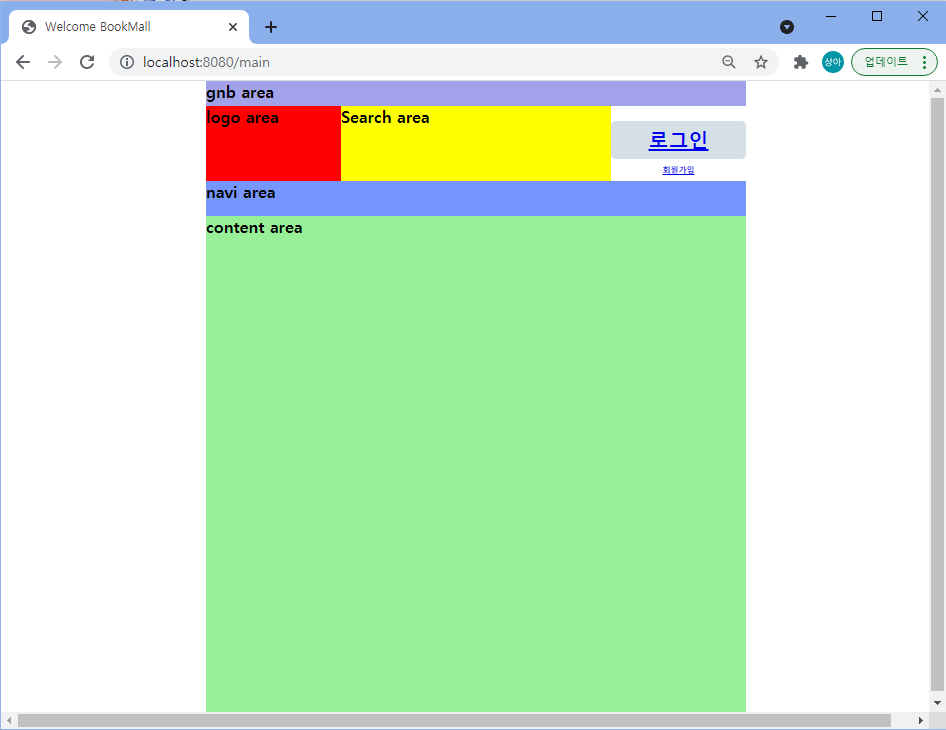 Welcome BookMall
localhost:8080/main
상아
업데이트
gnb area
logo area
Search area
로그인
회원가입
navi area
content area